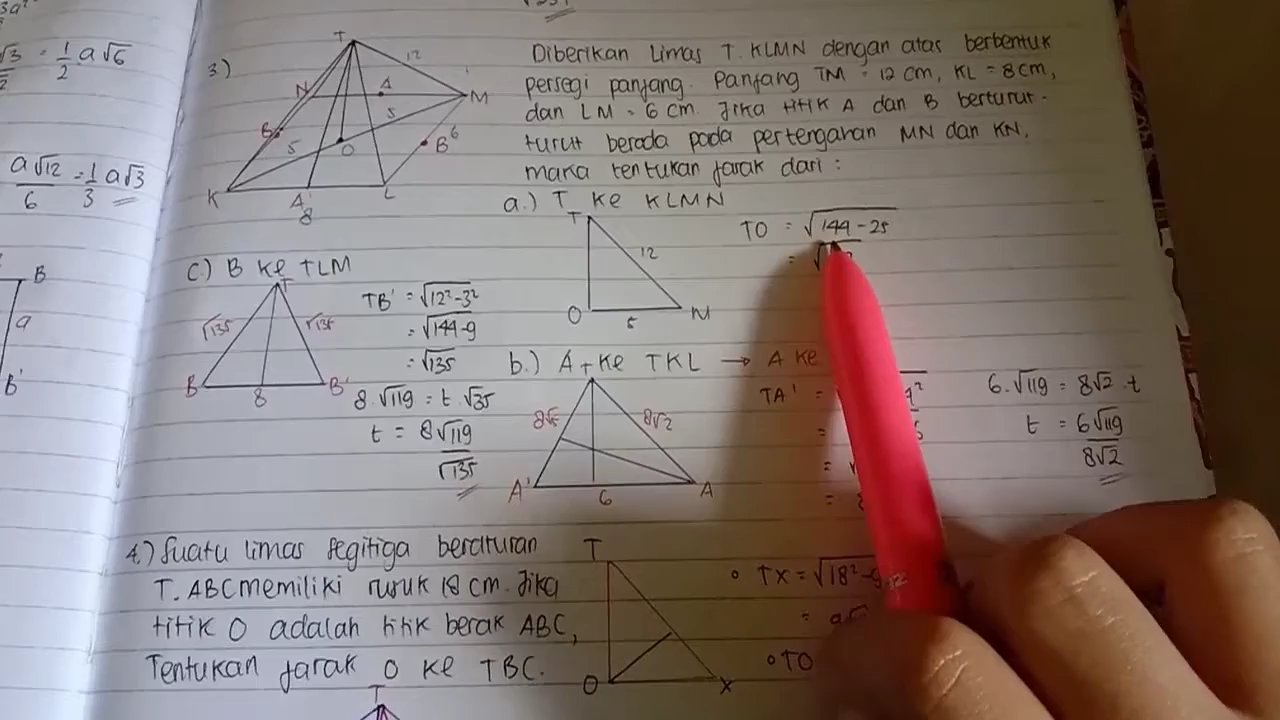 3a²
√3/2 = 1/2 a√6
a√12/6 = 1/3 a√3
B
a
B'
3)
T
12
N
A
M
5
B
6
B'
5
O
K
A'
L
8
Diberikan limas T. KLMN dengan alas berbentuk
persegi panjang. Panjang TM = 12 cm, KL = 8 cm,
dan LM = 6 cm. Jika titik A dan B berturut-
turut berada pada pertengahan MN dan KN,
maka tentukan jarak dari :
a.) T ke KLMN
T
12
O
5
M
TO = √144 - 25
= √
c.) B ke TLM
T
√135
√135
B
8
B'
TB' = √12²-3²
= √144-9
= √135
8.√119 = t.√35
t = 8√119
√135
b.) A ke TKL → A ke
8√2
A'
6
A
TA' =
=
= √
= 8
6.√119 = 8√2.t
t = 6√119
8√2
4.) Suatu limas segitiga beraturan
T. ABC memiliki rusuk 18 cm. Jika
titik O adalah titik berat ABC,
Tentukan jarak O ke TBC.
T
O
X
° TX = √18²-9²
= 9√
° TO
T